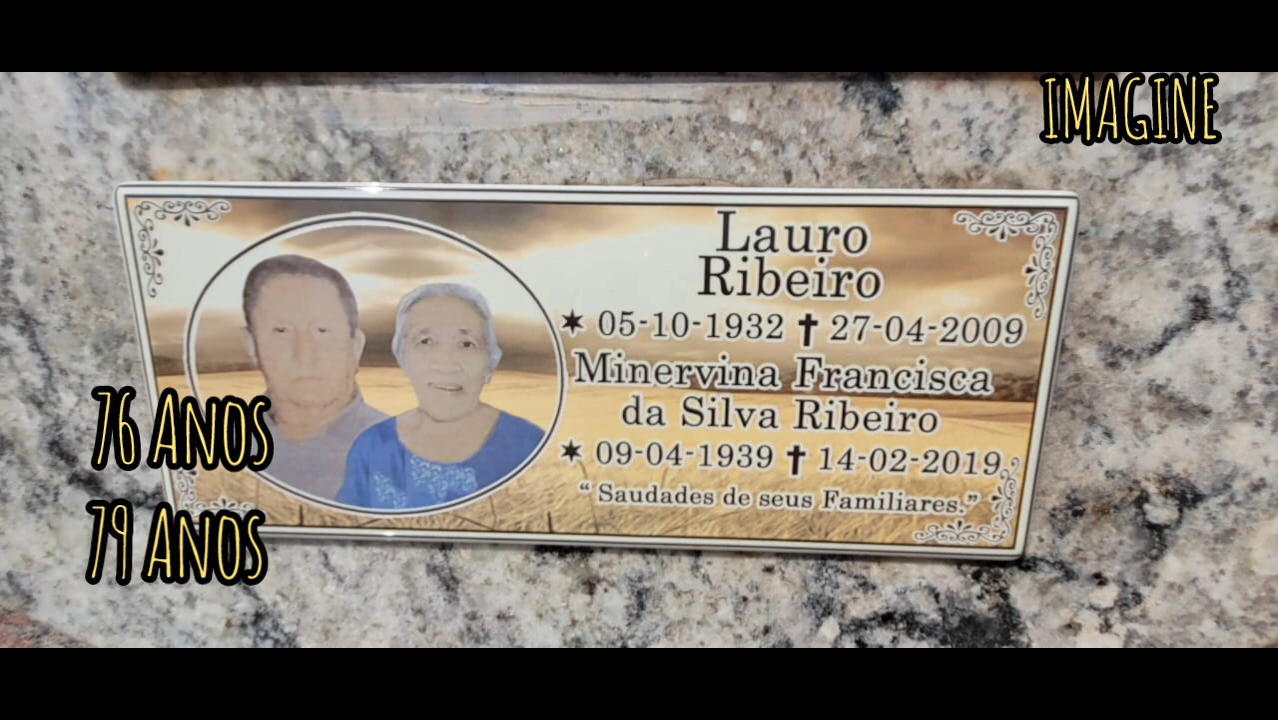 IMAGINE
Lauro
Ribeiro
✶ 05-10-1932 ✝ 27-04-2009
Minervina Francisca
da Silva Ribeiro
✶ 09-04-1939 ✝ 14-02-2019
“ Saudades de seus Familiares.”
76 ANOS
79 ANOS